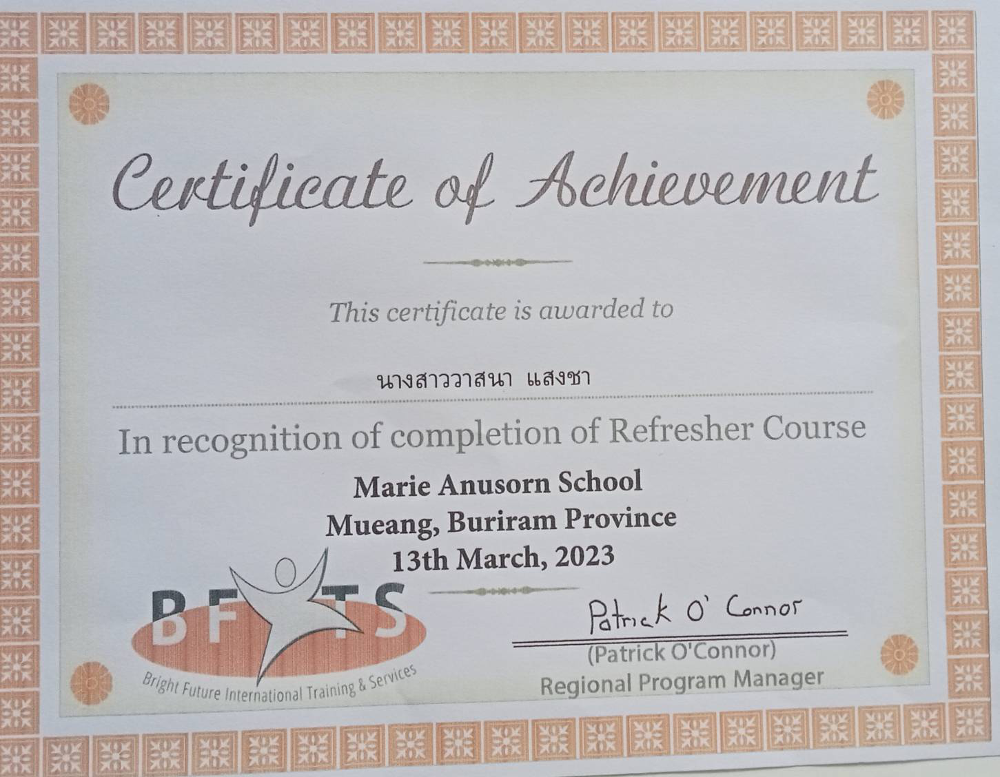 Certificate of Achievement
This certificate is awarded to
นางสาววาสนา แสงชา
In recognition of completion of Refresher Course
Marie Anusorn School
Mueang, Buriram Province
13th March, 2023
BFITS
Bright Future International Training & Services
Patrick O'Connor
(Patrick O'Connor)
Regional Program Manager